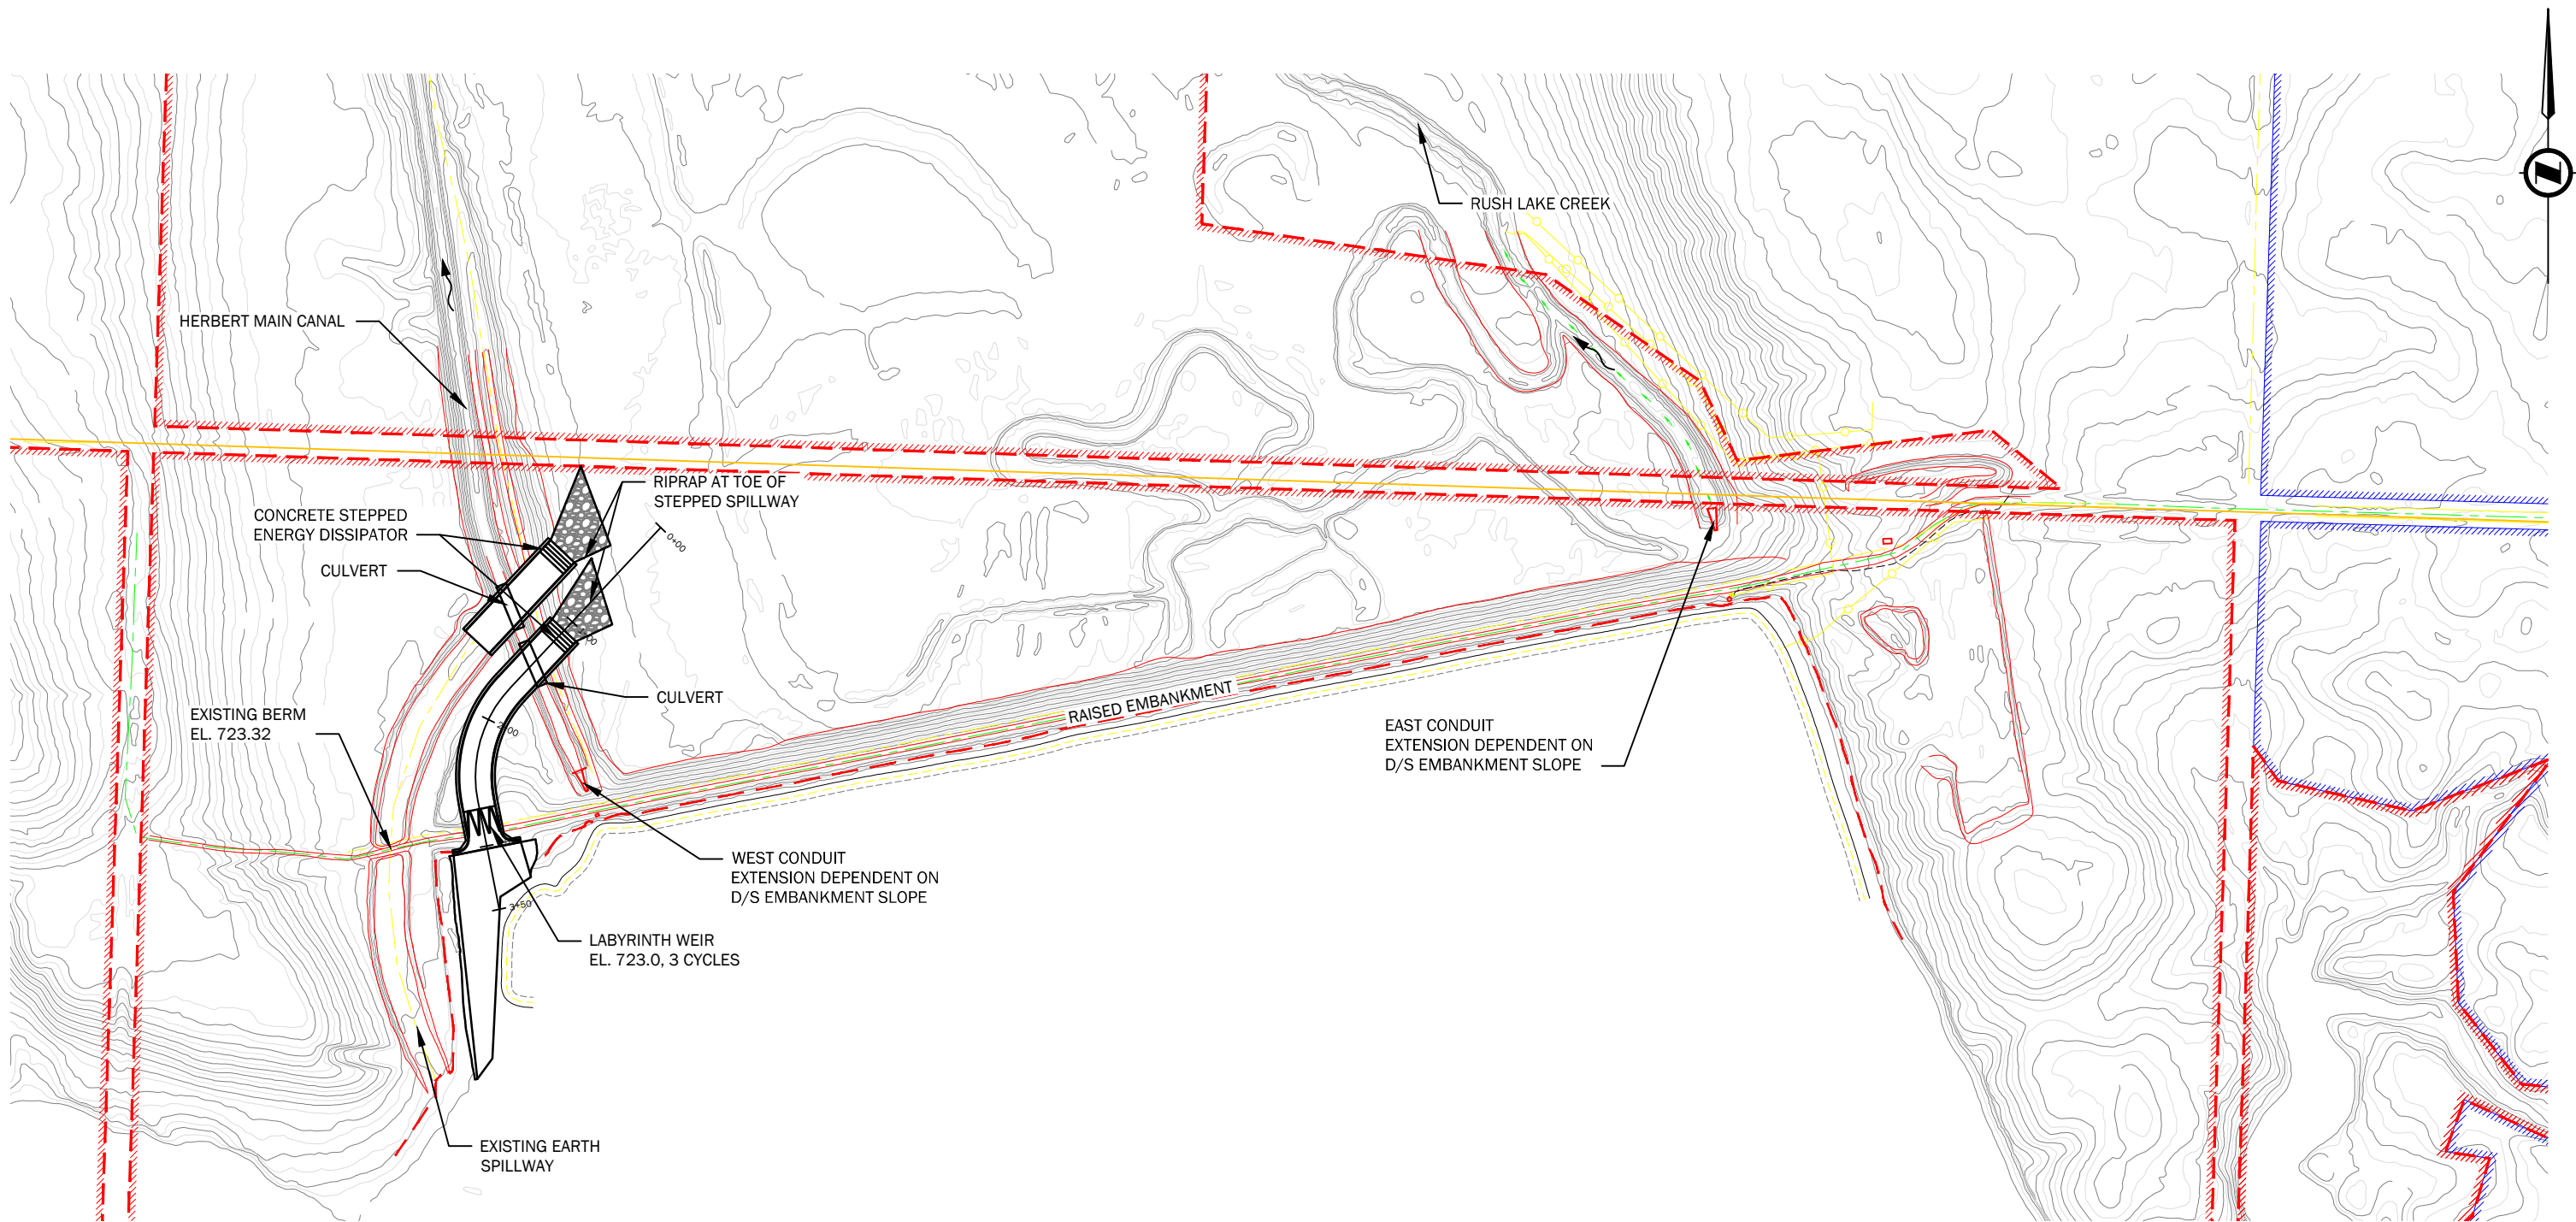 RUSH LAKE CREEK
HERBERT MAIN CANAL
RIPRAP AT TOE OF
STEPPED SPILLWAY
CONCRETE STEPPED
ENERGY DISSIPATOR
0+00
CULVERT
CULVERT
RAISED EMBANKMENT
EXISTING BERM
EL. 723.32
EAST CONDUIT
EXTENSION DEPENDENT ON
D/S EMBANKMENT SLOPE
WEST CONDUIT
EXTENSION DEPENDENT ON
D/S EMBANKMENT SLOPE
3+50
LABYRINTH WEIR
EL. 723.0, 3 CYCLES
EXISTING EARTH
SPILLWAY